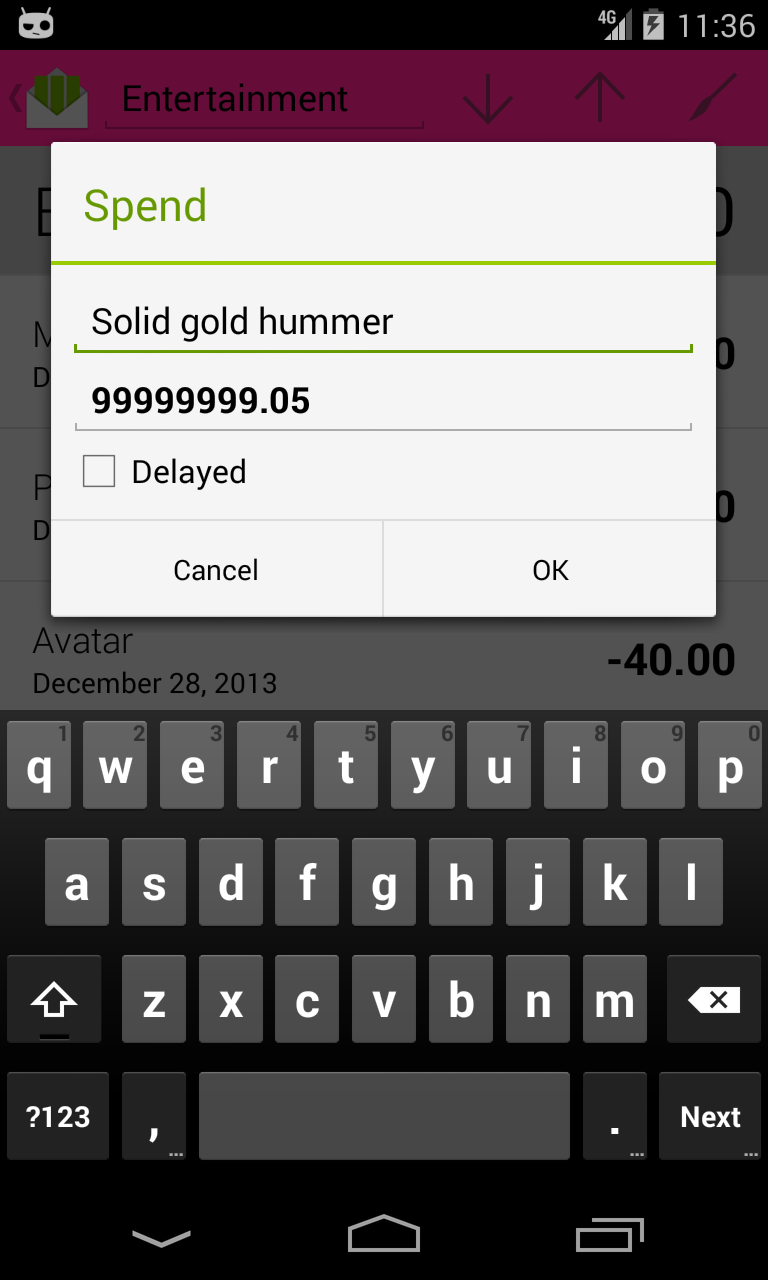 4G 11:36
Entertainment
Spend
Solid gold hummer
99999999.05
Delayed
Cancel OK
Avatar
-40.00
December 28, 2013
1 2 3 4 5 6 7 8 9 0
q w e r t y u i o p
a s d f g h j k l
z x c v b n m
?123 , ... . ... Next ...